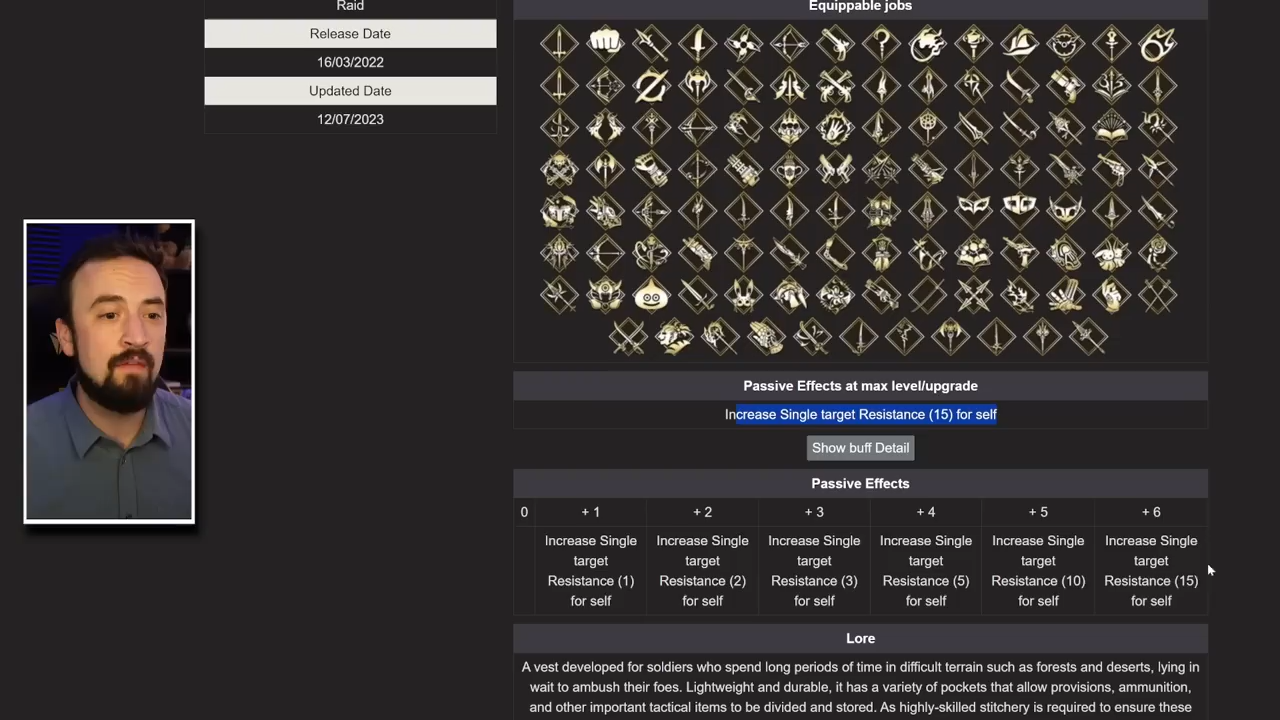 Raid
Release Date
16/03/2022
Updated Date
12/07/2023
Equippable jobs
Passive Effects at max level/upgrade
Increase Single target Resistance (15) for self
Show buff Detail
Passive Effects
0
+ 1
+ 2
+ 3
+ 4
+ 5
+ 6
Increase Single
target
Resistance (1)
for self
Increase Single
target
Resistance (2)
for self
Increase Single
target
Resistance (3)
for self
Increase Single
target
Resistance (5)
for self
Increase Single
target
Resistance (10)
for self
Increase Single
target
Resistance (15)
for self
Lore
A vest developed for soldiers who spend long periods of time in difficult terrain such as forests and deserts, lying in
wait to ambush their foes. Lightweight and durable, it has a variety of pockets that allow provisions, ammunition,
and other important tactical items to be divided and stored. As highly-skilled stitchery is required to ensure these